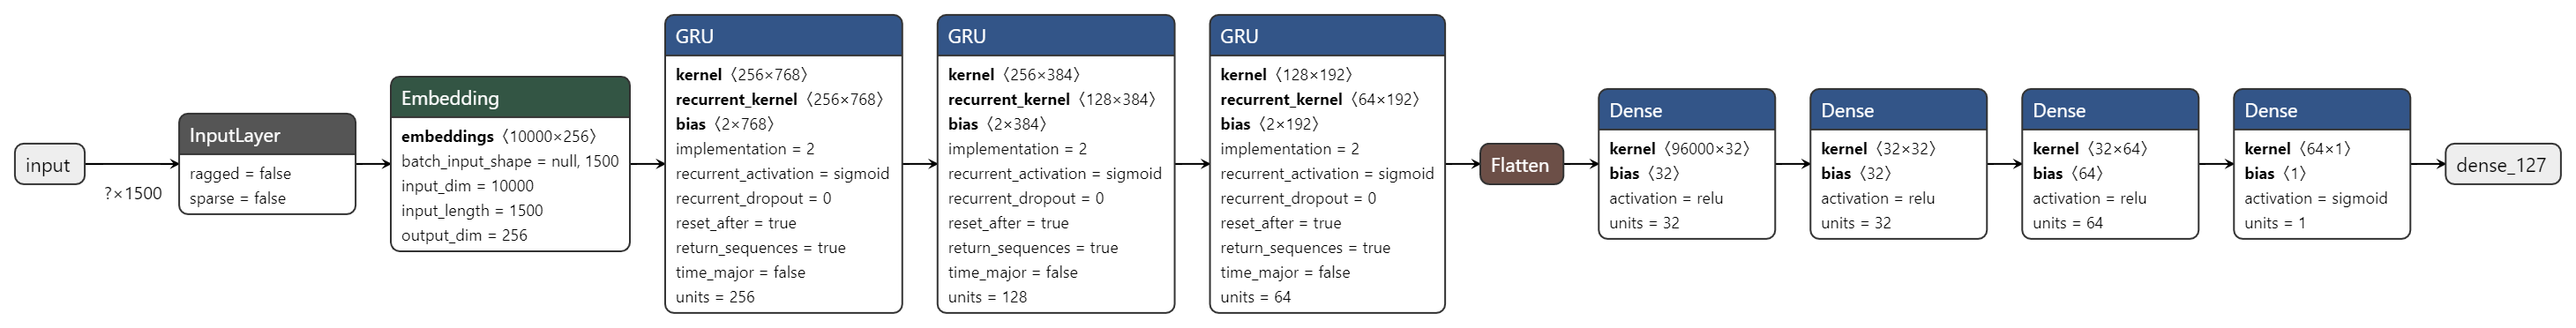 input
?×1500
InputLayer
ragged = false
sparse = false
Embedding
embeddings 〈10000×256〉
batch_input_shape = null, 1500
input_dim = 10000
input_length = 1500
output_dim = 256
GRU
kernel 〈256×768〉
recurrent_kernel 〈256×768〉
bias 〈2×768〉
implementation = 2
recurrent_activation = sigmoid
recurrent_dropout = 0
reset_after = true
return_sequences = true
time_major = false
units = 256
GRU
kernel 〈256×384〉
recurrent_kernel 〈128×384〉
bias 〈2×384〉
implementation = 2
recurrent_activation = sigmoid
recurrent_dropout = 0
reset_after = true
return_sequences = true
time_major = false
units = 128
GRU
kernel 〈128×192〉
recurrent_kernel 〈64×192〉
bias 〈2×192〉
implementation = 2
recurrent_activation = sigmoid
recurrent_dropout = 0
reset_after = true
return_sequences = true
time_major = false
units = 64
Flatten
Dense
kernel 〈96000×32〉
bias 〈32〉
activation = relu
units = 32
Dense
kernel 〈32×32〉
bias 〈32〉
activation = relu
units = 32
Dense
kernel 〈32×64〉
bias 〈64〉
activation = relu
units = 64
Dense
kernel 〈64×1〉
bias 〈1〉
activation = sigmoid
units = 1
dense_127